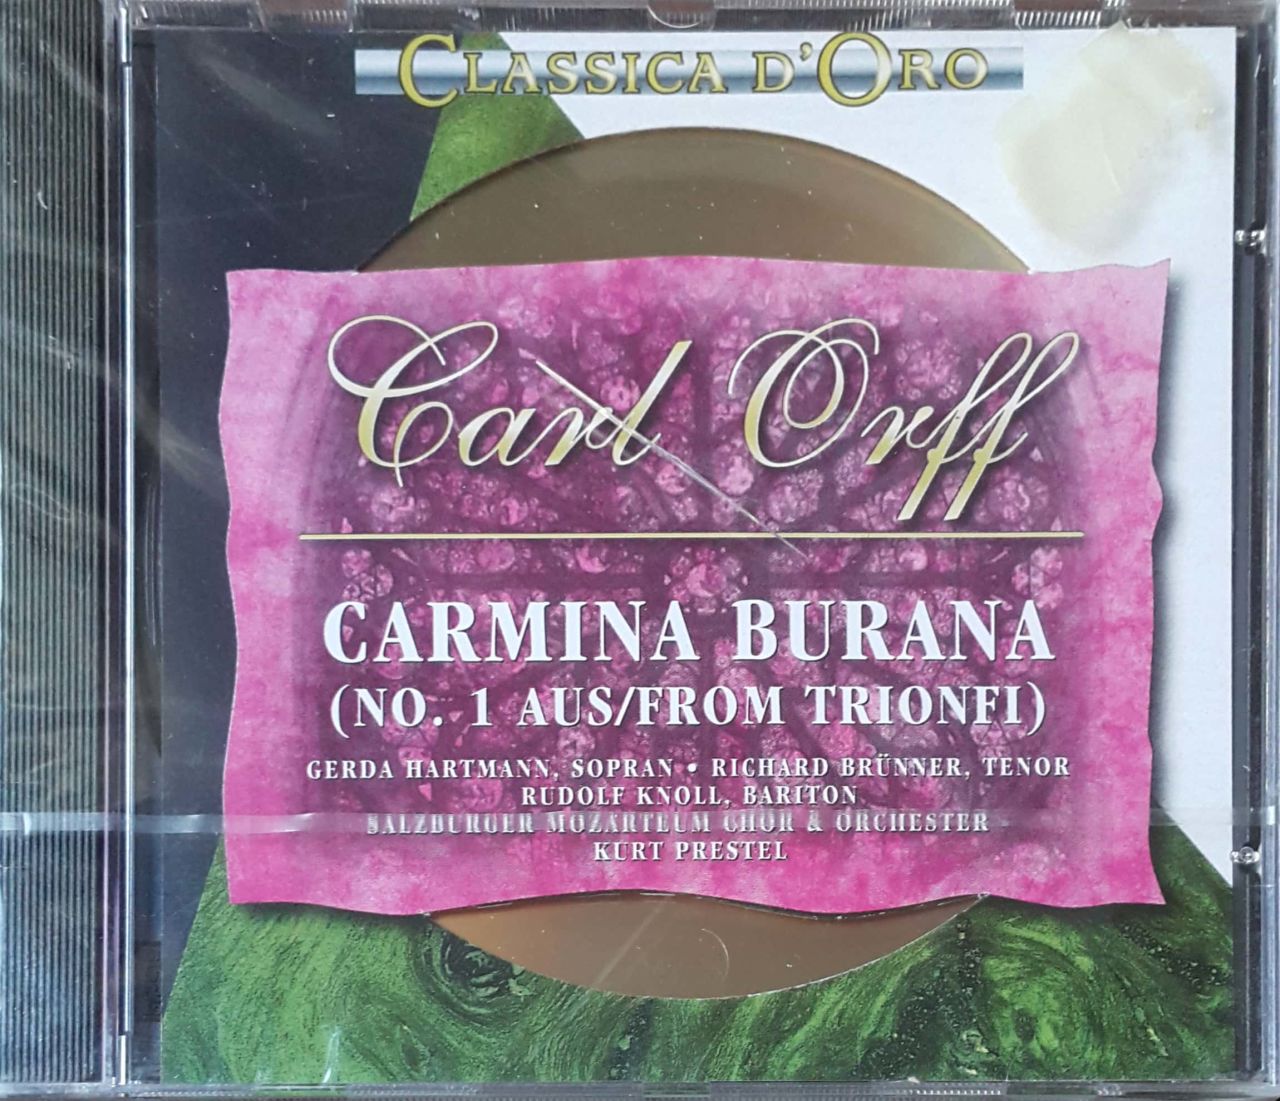 CLASSICA D'ORO
Carl Orff
CARMINA BURANA
(NO. 1 AUS/FROM TRIONFI)
GERDA HARTMANN, SOPRAN • RICHARD BRÜNNER, TENOR
RUDOLF KNOLL, BARITON
SALZBURGER MOZARTEUM CHOR & ORCHESTER
KURT PRESTEL